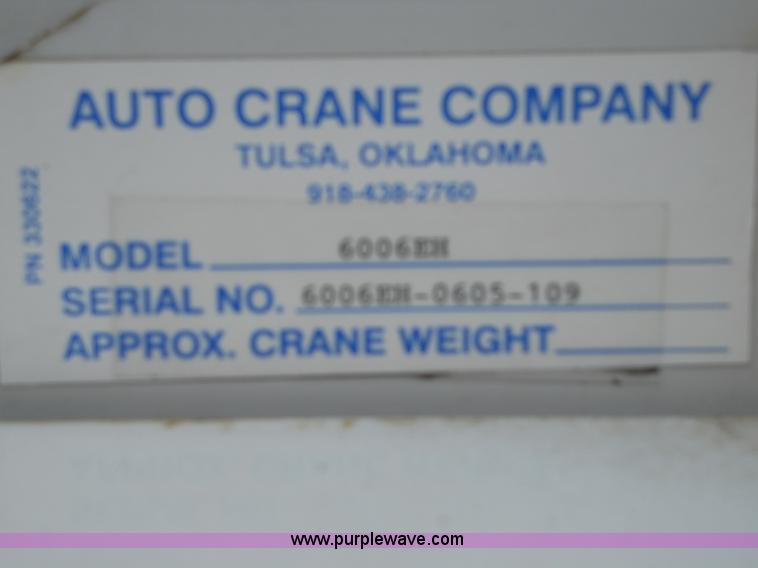 AUTO CRANE COMPANY
TULSA, OKLAHOMA
918-438-2760
PN 330622
MODEL 6006EH
SERIAL NO. 6006EH-0605-109
APPROX. CRANE WEIGHT
www.purplewave.com